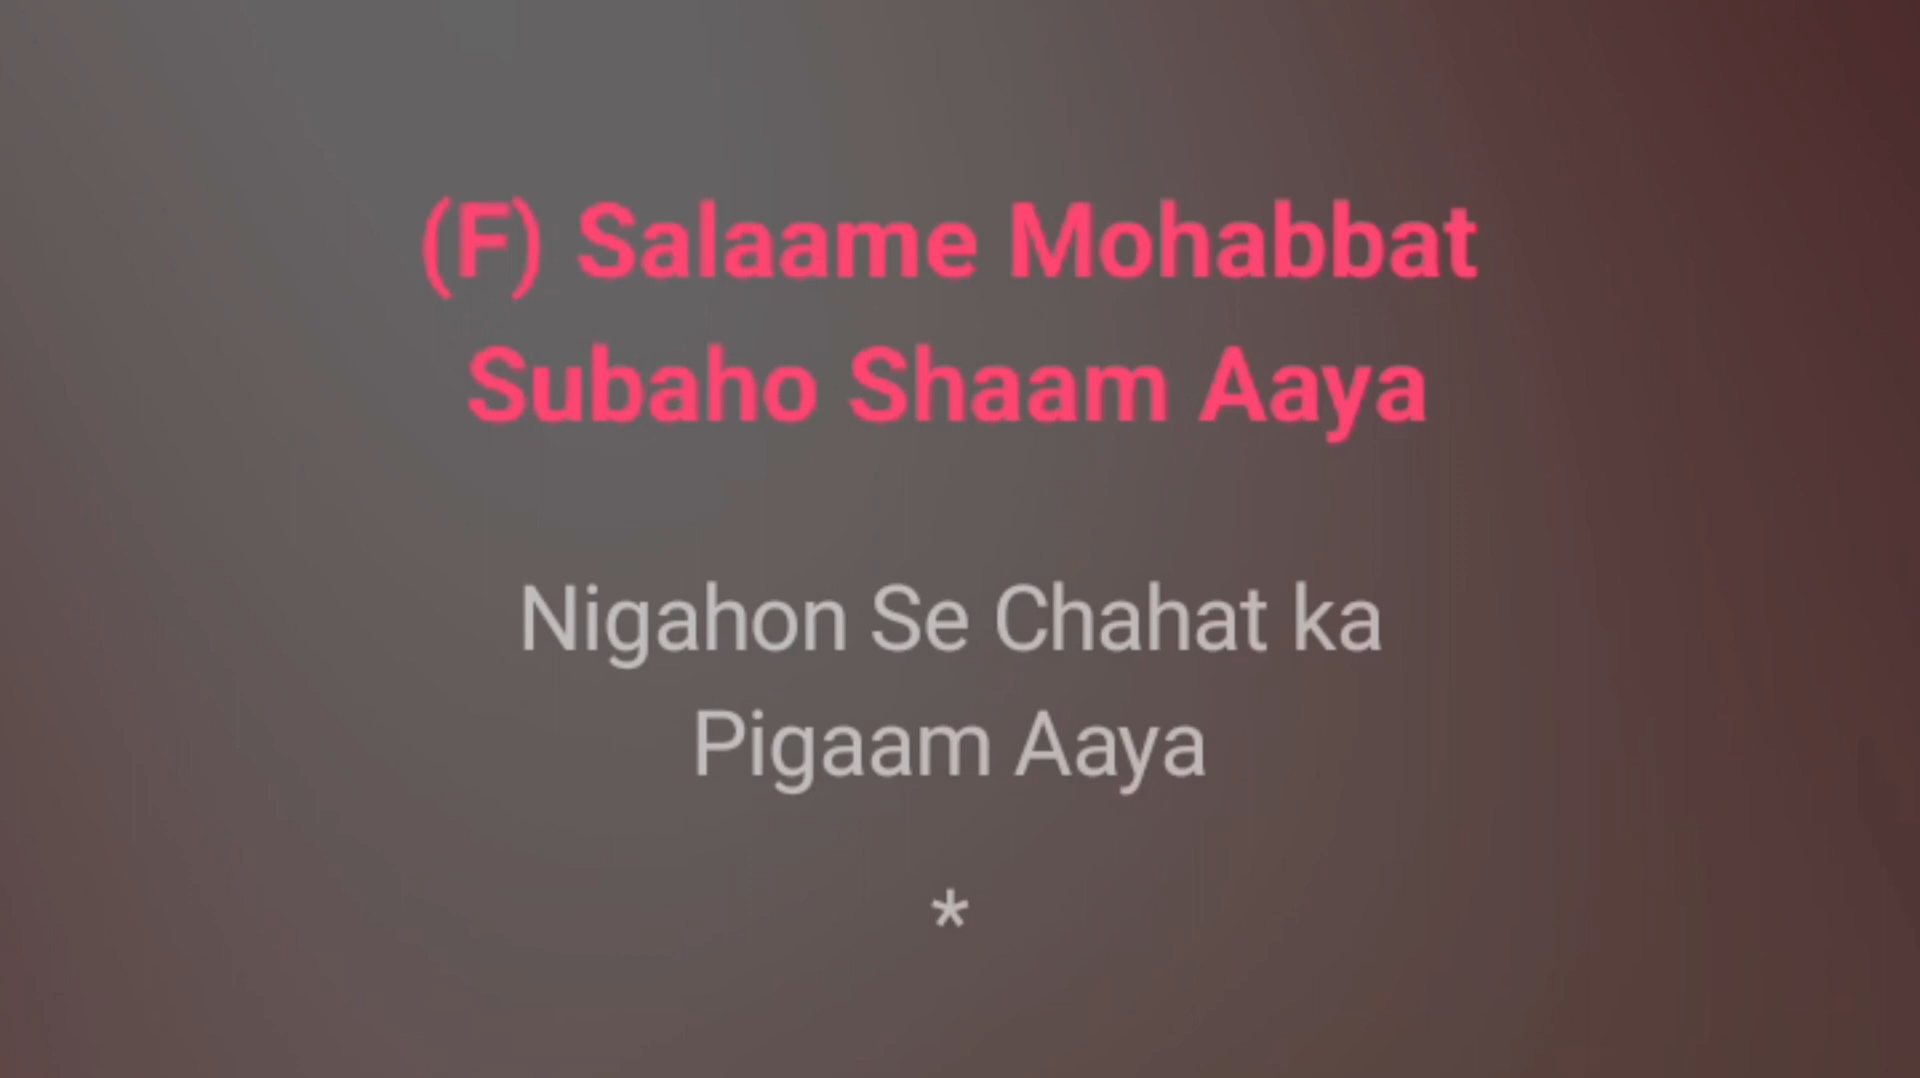 (F) Salaame Mohabbat
Subaho Shaam Aaya
Nigahon Se Chahat ka
Pigaam Aaya
*